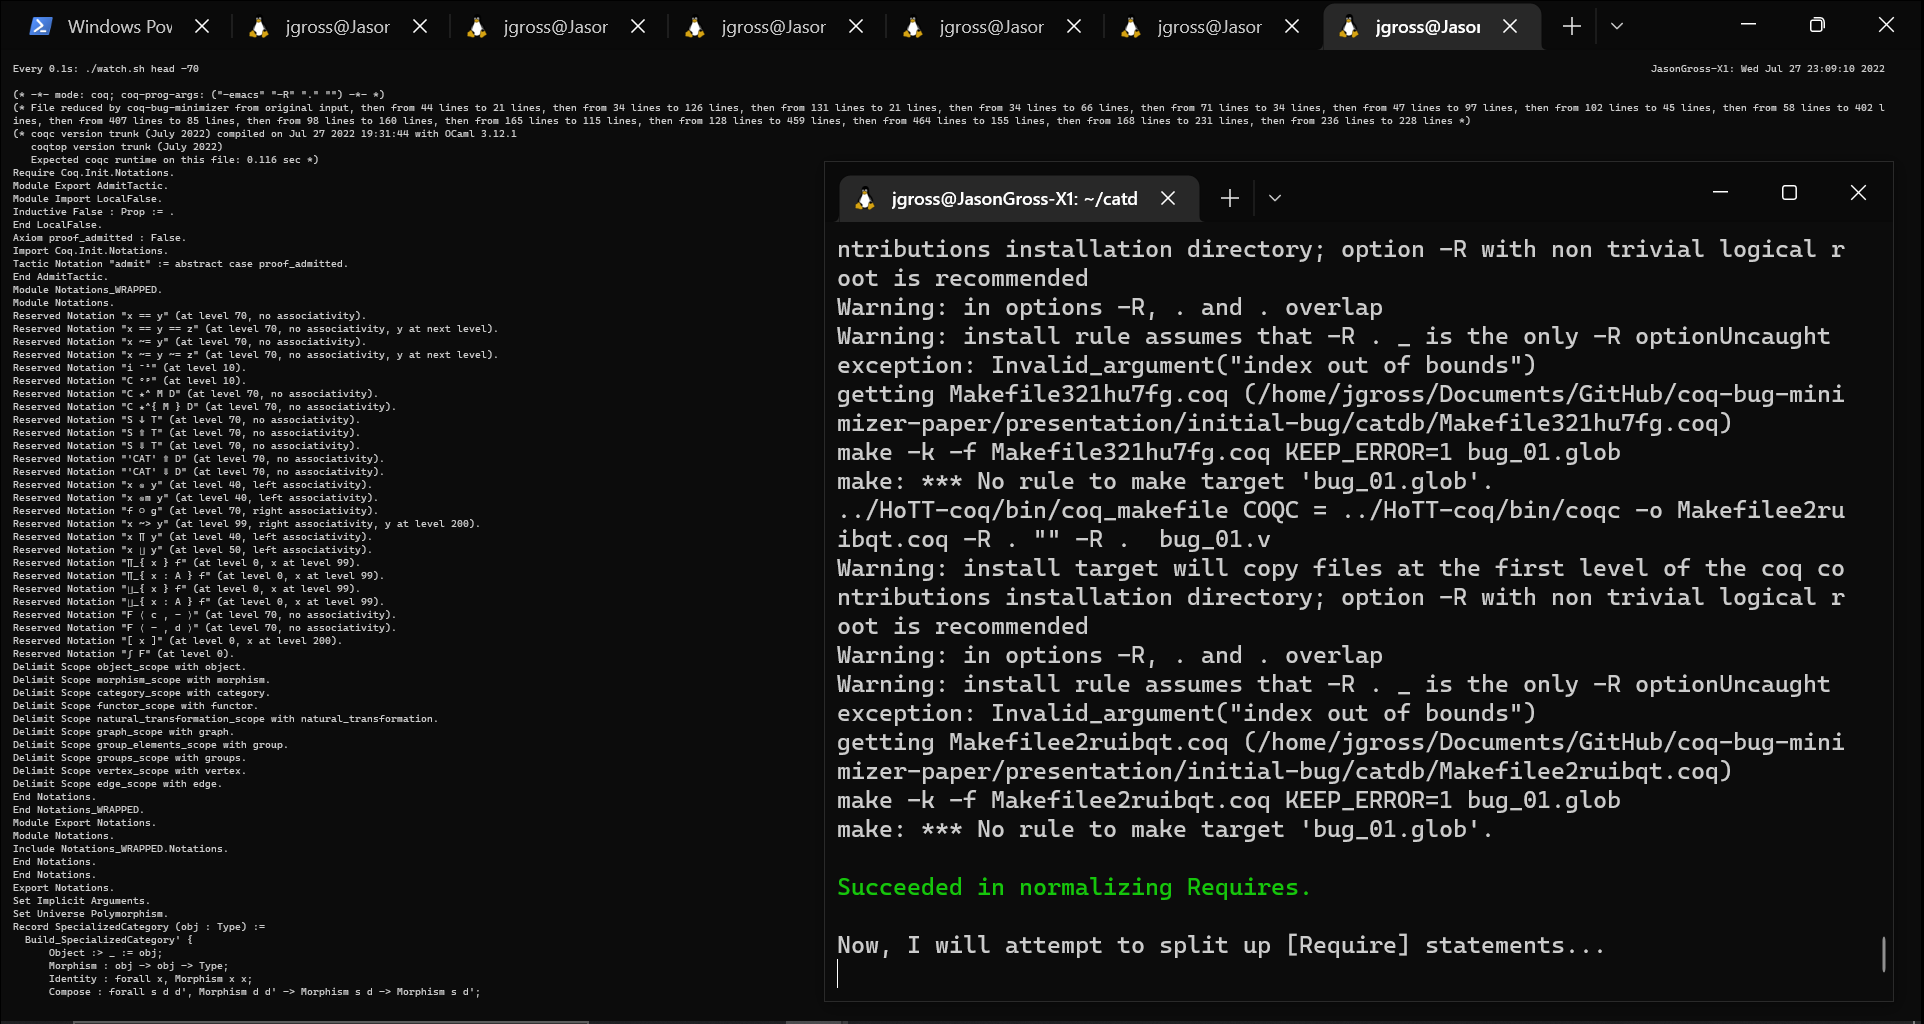 Windows Pow
jgross@Jasor
jgross@Jasor
jgross@Jasor
jgross@Jasor
jgross@Jasor
jgross@Jasor
Every 0.1s: ./watch.sh head -70
JasonGross-X1: Wed Jul 27 23:09:10 2022
(* -*- mode: coq; coq-prog-args: ("-emacs" "-R" "." "") -*- *)
(* File reduced by coq-bug-minimizer from original input, then from 44 lines to 21 lines, then from 34 lines to 126 lines, then from 131 lines to 21 lines, then from 34 lines to 66 lines, then from 71 lines to 34 lines, then from 47 lines to 97 lines, then from 102 lines to 45 lines, then from 58 lines to 402 l
ines, then from 407 lines to 85 lines, then from 98 lines to 160 lines, then from 165 lines to 115 lines, then from 128 lines to 459 lines, then from 464 lines to 155 lines, then from 168 lines to 231 lines, then from 236 lines to 228 lines *)
(* coqc version trunk (July 2022) compiled on Jul 27 2022 19:31:44 with OCaml 3.12.1
coqtop version trunk (July 2022)
Expected coqc runtime on this file: 0.116 sec *)
Require Coq.Init.Notations.
Module Export AdmitTactic.
Module Import LocalFalse.
Inductive False : Prop := .
End LocalFalse.
Axiom proof_admitted : False.
Import Coq.Init.Notations.
Tactic Notation "admit" := abstract case proof_admitted.
End AdmitTactic.
Module Notations_WRAPPED.
Module Notations.
Reserved Notation "x == y" (at level 70, no associativity).
Reserved Notation "x == y == z" (at level 70, no associativity, y at next level).
Reserved Notation "x ~= y" (at level 70, no associativity).
Reserved Notation "x ~= y ~= z" (at level 70, no associativity, y at next level).
Reserved Notation "i ⁻¹" (at level 10).
Reserved Notation "C ᵒᵖ" (at level 10).
Reserved Notation "C ★^ M D" (at level 70, no associativity).
Reserved Notation "C ★^{ M } D" (at level 70, no associativity).
Reserved Notation "S ↓ T" (at level 70, no associativity).
Reserved Notation "S ⇑ T" (at level 70, no associativity).
Reserved Notation "S ⇓ T" (at level 70, no associativity).
Reserved Notation "'CAT' ⇑ D" (at level 70, no associativity).
Reserved Notation "'CAT' ⇓ D" (at level 70, no associativity).
Reserved Notation "x ⊗ y" (at level 40, left associativity).
Reserved Notation "x ⊗m y" (at level 40, left associativity).
Reserved Notation "f ○ g" (at level 70, right associativity).
Reserved Notation "x ~> y" (at level 99, right associativity, y at level 200).
Reserved Notation "x ∏ y" (at level 40, left associativity).
Reserved Notation "x ∐ y" (at level 50, left associativity).
Reserved Notation "∏_{ x } f" (at level 0, x at level 99).
Reserved Notation "∏_{ x : A } f" (at level 0, x at level 99).
Reserved Notation "∐_{ x } f" (at level 0, x at level 99).
Reserved Notation "∐_{ x : A } f" (at level 0, x at level 99).
Reserved Notation "F ⟨ c , - ⟩" (at level 70, no associativity).
Reserved Notation "F ⟨ - , d ⟩" (at level 70, no associativity).
Reserved Notation "[ x ]" (at level 0, x at level 200).
Reserved Notation "∫ F" (at level 0).
Delimit Scope object_scope with object.
Delimit Scope morphism_scope with morphism.
Delimit Scope category_scope with category.
Delimit Scope functor_scope with functor.
Delimit Scope natural_transformation_scope with natural_transformation.
Delimit Scope graph_scope with graph.
Delimit Scope group_elements_scope with group.
Delimit Scope groups_scope with groups.
Delimit Scope vertex_scope with vertex.
Delimit Scope edge_scope with edge.
End Notations.
End Notations_WRAPPED.
Module Export Notations.
Module Notations.
Include Notations_WRAPPED.Notations.
End Notations.
End Notations.
Export Notations.
Set Implicit Arguments.
Set Universe Polymorphism.
Record SpecializedCategory (obj : Type) :=
Build_SpecializedCategory' {
Object :> _ := obj;
Morphism : obj -> obj -> Type;
Identity : forall x, Morphism x x;
Compose : forall s d d', Morphism d d' -> Morphism s d -> Morphism s d';
jgross@JasonGross-X1: ~/catd
ntributions installation directory; option -R with non trivial logical r
oot is recommended
Warning: in options -R, . and . overlap
Warning: install rule assumes that -R . _ is the only -R optionUncaught
exception: Invalid_argument("index out of bounds")
getting Makefile321hu7fg.coq (/home/jgross/Documents/GitHub/coq-bug-mini
mizer-paper/presentation/initial-bug/catdb/Makefile321hu7fg.coq)
make -k -f Makefile321hu7fg.coq KEEP_ERROR=1 bug_01.glob
make: *** No rule to make target 'bug_01.glob'.
../HoTT-coq/bin/coq_makefile COQC = ../HoTT-coq/bin/coqc -o Makefilee2ru
ibqt.coq -R . "" -R .  bug_01.v
Warning: install target will copy files at the first level of the coq co
ntributions installation directory; option -R with non trivial logical r
oot is recommended
Warning: in options -R, . and . overlap
Warning: install rule assumes that -R . _ is the only -R optionUncaught
exception: Invalid_argument("index out of bounds")
getting Makefilee2ruibqt.coq (/home/jgross/Documents/GitHub/coq-bug-mini
mizer-paper/presentation/initial-bug/catdb/Makefilee2ruibqt.coq)
make -k -f Makefilee2ruibqt.coq KEEP_ERROR=1 bug_01.glob
make: *** No rule to make target 'bug_01.glob'.
Succeeded in normalizing Requires.
Now, I will attempt to split up [Require] statements...